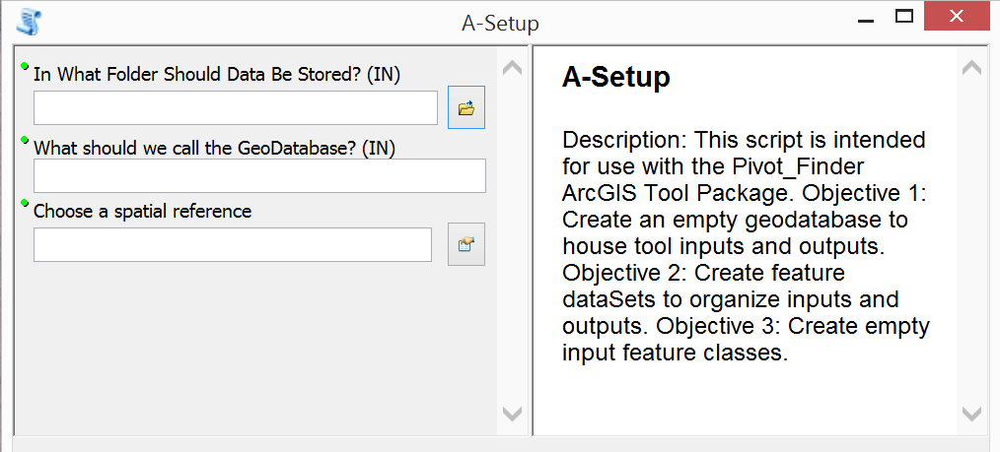 A-Setup
In What Folder Should Data Be Stored? (IN)
What should we call the GeoDatabase? (IN)
Choose a spatial reference
A-Setup
Description: This script is intended
for use with the Pivot_Finder
ArcGIS Tool Package. Objective 1:
Create an empty geodatabase to
house tool inputs and outputs.
Objective 2: Create feature
dataSets to organize inputs and
outputs. Objective 3: Create empty
input feature classes.